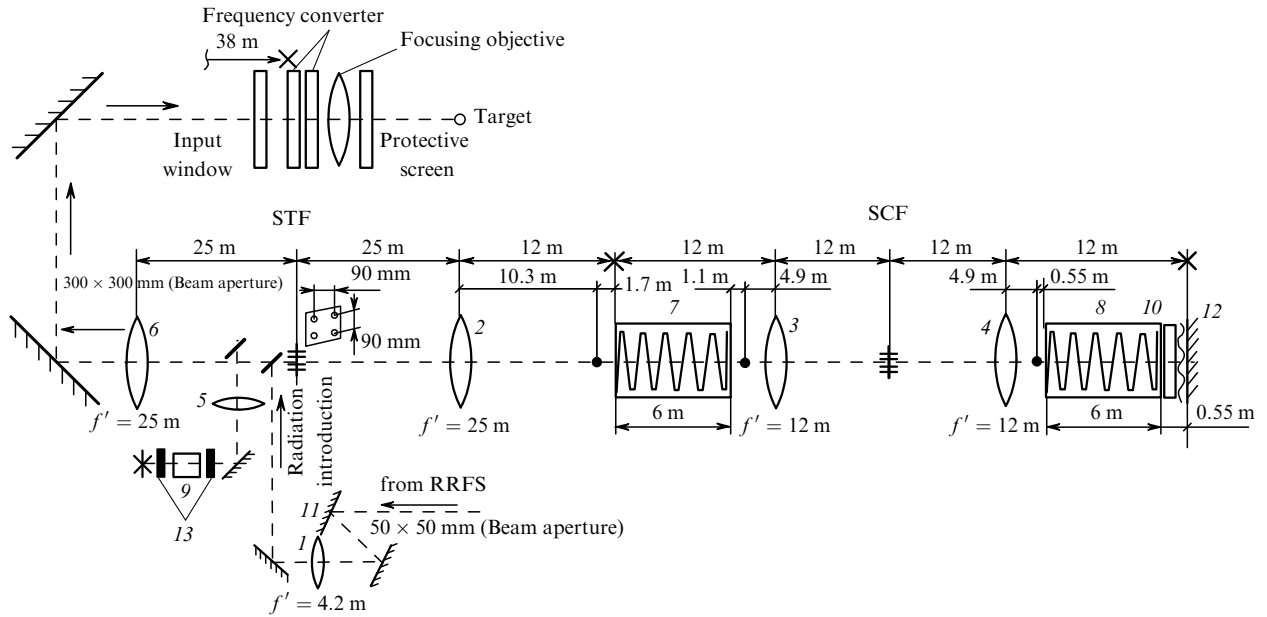 Frequency converter
38 m
Focusing objective
Target
Input
window
Protective
screen
STF
SCF
25 m
25 m
12 m
12 m
12 m
12 m
12 m
90 mm
10.3 m
1.7 m
1.1 m
4.9 m
4.9 m
0.55 m
300 × 300 mm (Beam aperture)
6
2
7
3
4
8
10
12
90 mm
5
f′ = 25 m
Radiation
introduction
f′ = 25 m
6 m
f′ = 12 m
f′ = 12 m
6 m
0.55 m
9
13
from RRFS
11
50 × 50 mm (Beam aperture)
1
f′ = 4.2 m